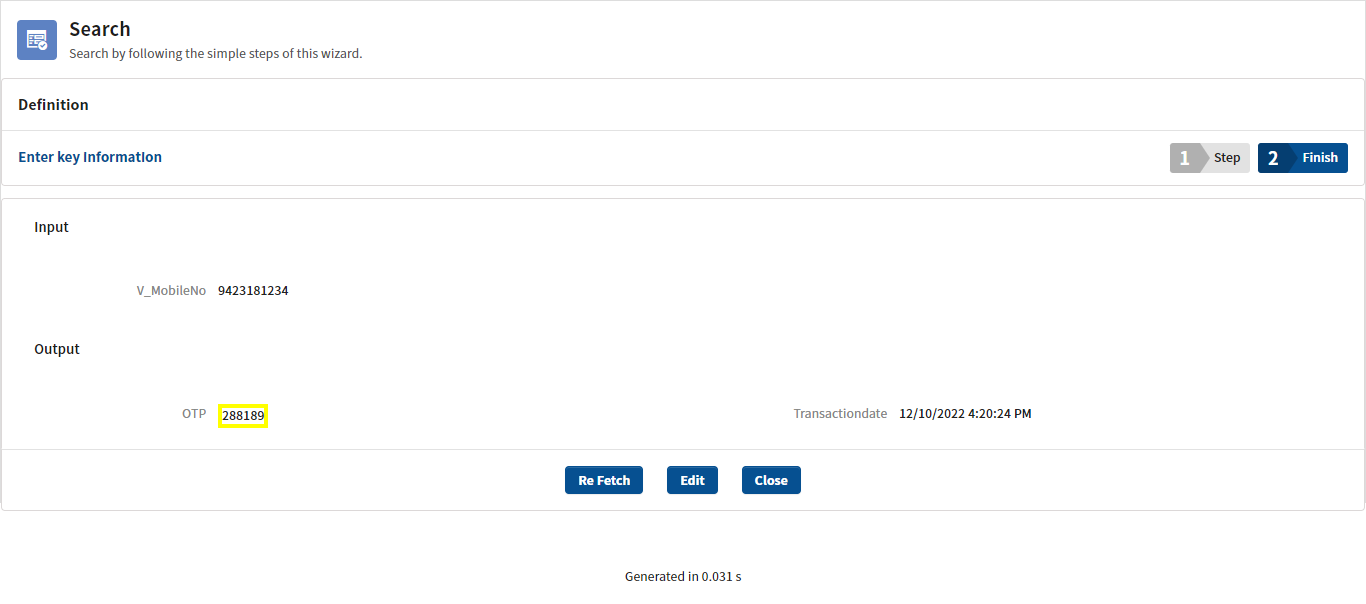 Search
Search by following the simple steps of this wizard.
Definition
Enter key Information
1 Step 2 Finish
Input
V_MobileNo 9423181234
Output
OTP 288189 Transactiondate 12/10/2022 4:20:24 PM
Re Fetch Edit Close
Generated in 0.031 s